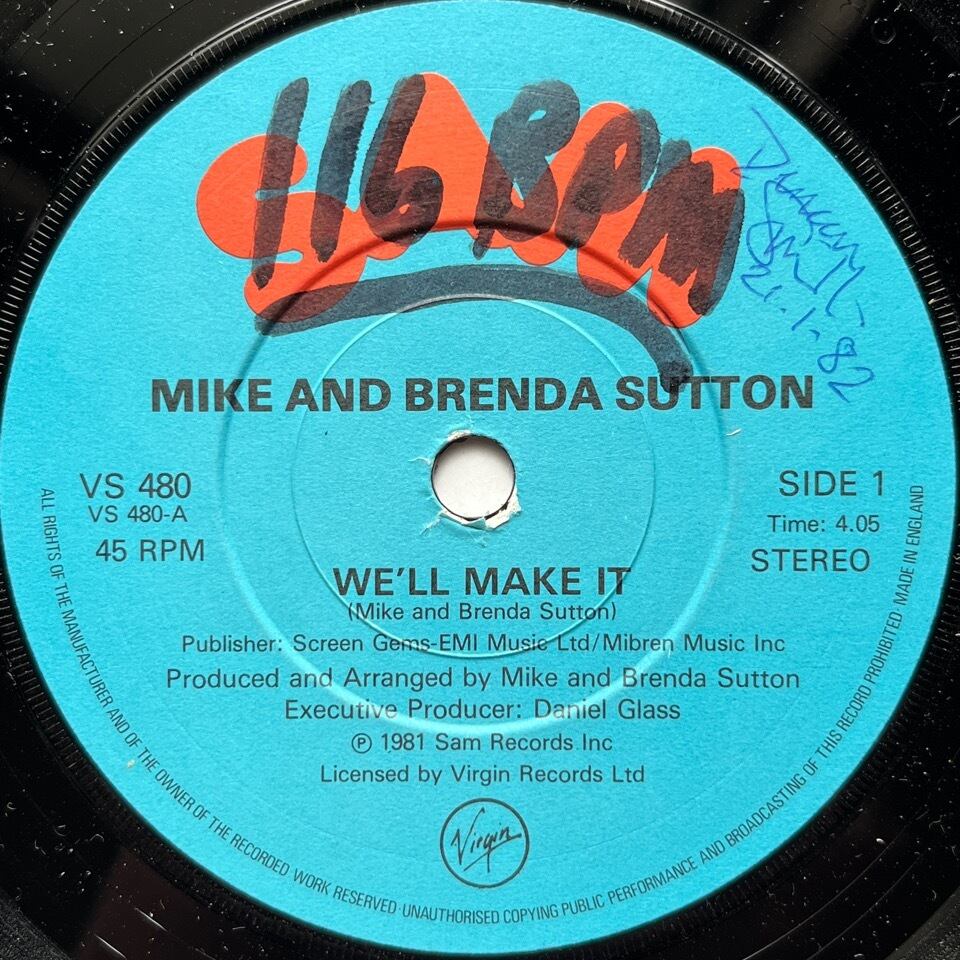 116 BPM
21.1.82
MIKE AND BRENDA SUTTON
VS 480
VS 480-A
45 RPM
SIDE 1
Time: 4.05
STEREO
WE'LL MAKE IT
(Mike and Brenda Sutton)
Publisher: Screen Gems-EMI Music Ltd/Mibren Music Inc
Produced and Arranged by Mike and Brenda Sutton
Executive Producer: Daniel Glass
℗ 1981 Sam Records Inc
Licensed by Virgin Records Ltd
Virgin
ALL RIGHTS OF THE MANUFACTURER AND OF THE OWNER OF THE RECORDED WORK RESERVED·UNAUTHORISED COPYING PUBLIC PERFORMANCE AND BROADCASTING OF THIS RECORD PROHIBITED MADE IN ENGLAND